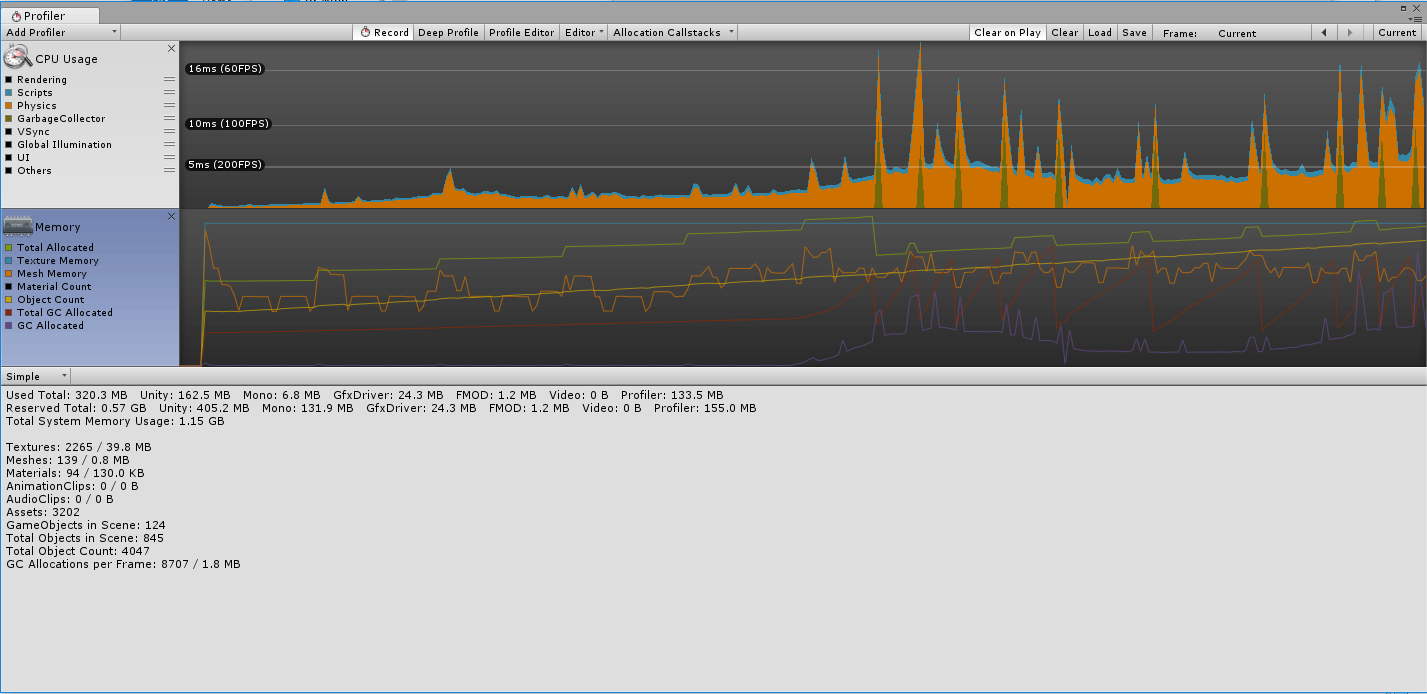 Profiler
Add Profiler Record Deep Profile Profile Editor Editor Allocation Callstacks Clear on Play Clear Load Save Frame: Current Current
CPU Usage
Rendering
Scripts
Physics
GarbageCollector
VSync
Global Illumination
UI
Others
16ms (60FPS)
10ms (100FPS)
5ms (200FPS)
Memory
Total Allocated
Texture Memory
Mesh Memory
Material Count
Object Count
Total GC Allocated
GC Allocated
Simple
Used Total: 320.3 MB Unity: 162.5 MB Mono: 6.8 MB GfxDriver: 24.3 MB FMOD: 1.2 MB Video: 0 B Profiler: 133.5 MB
Reserved Total: 0.57 GB Unity: 405.2 MB Mono: 131.9 MB GfxDriver: 24.3 MB FMOD: 1.2 MB Video: 0 B Profiler: 155.0 MB
Total System Memory Usage: 1.15 GB
Textures: 2265 / 39.8 MB
Meshes: 139 / 0.8 MB
Materials: 94 / 130.0 KB
AnimationClips: 0 / 0 B
AudioClips: 0 / 0 B
Assets: 3202
GameObjects in Scene: 124
Total Objects in Scene: 845
Total Object Count: 4047
GC Allocations per Frame: 8707 / 1.8 MB